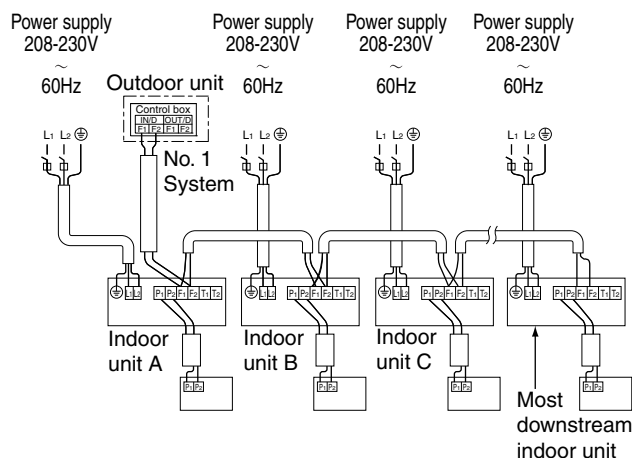 Power supply Power supply Power supply Power supply
208-230V 208-230V 208-230V 208-230V
~ ~ ~ ~
60Hz 60Hz 60Hz 60Hz
Outdoor unit
Control box
IN/D OUT/D
F1 F2 F1 F2
L1 L2 L1 L2 L1 L2 L1 L2
No. 1
System
L1 L2 P1 P2 F1 F2 T1 T2 L1 L2 P1 P2 F1 F2 T1 T2 L1 L2 P1 P2 F1 F2 T1 T2 L1 L2 P1 P2 F1 F2 T1 T2
Indoor
unit A
Indoor
unit B
Indoor
unit C
P1 P2 P1 P2 P1 P2 P1 P2
Most
downstream
indoor unit